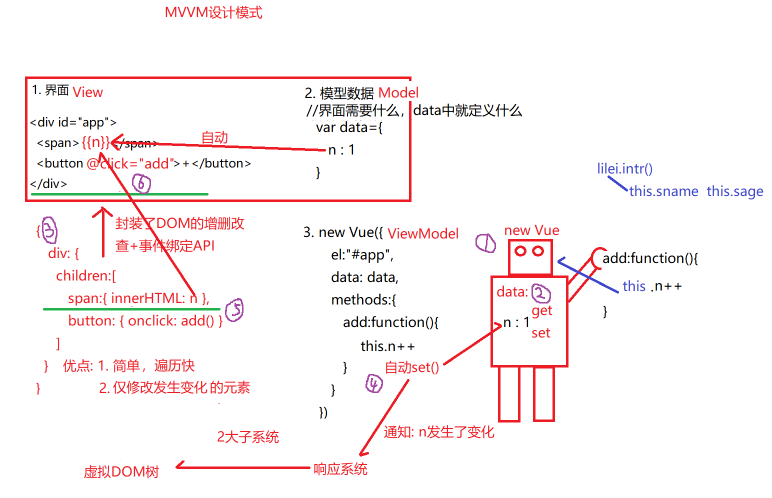 MVVM设计模式
1. 界面 View
<div id="app">
<span>{{n}}</span>
<button @click="add">+</button>
</div>
⑥
自动
2. 模型数据 Model
//界面需要什么，data中就定义什么
var data={
n : 1
}
lilei.intr()
this.sname this.sage
{ ③
div: {
children:[
span:{ innerHTML: n },
button: { onclick: add() }
]
}
}
⑤
封装了DOM的增删改
查+事件绑定API
优点: 1. 简单，遍历快
2. 仅修改发生变化的元素
3. new Vue({ ViewModel
el:"#app",
data: data,
methods:{
add:function(){
this.n++
}
}
})
① new Vue
data: ②
get
n : 1
set
add:function(){
this .n++
}
自动set()
④
通知: n发生了变化
2大子系统
响应系统
虚拟DOM树